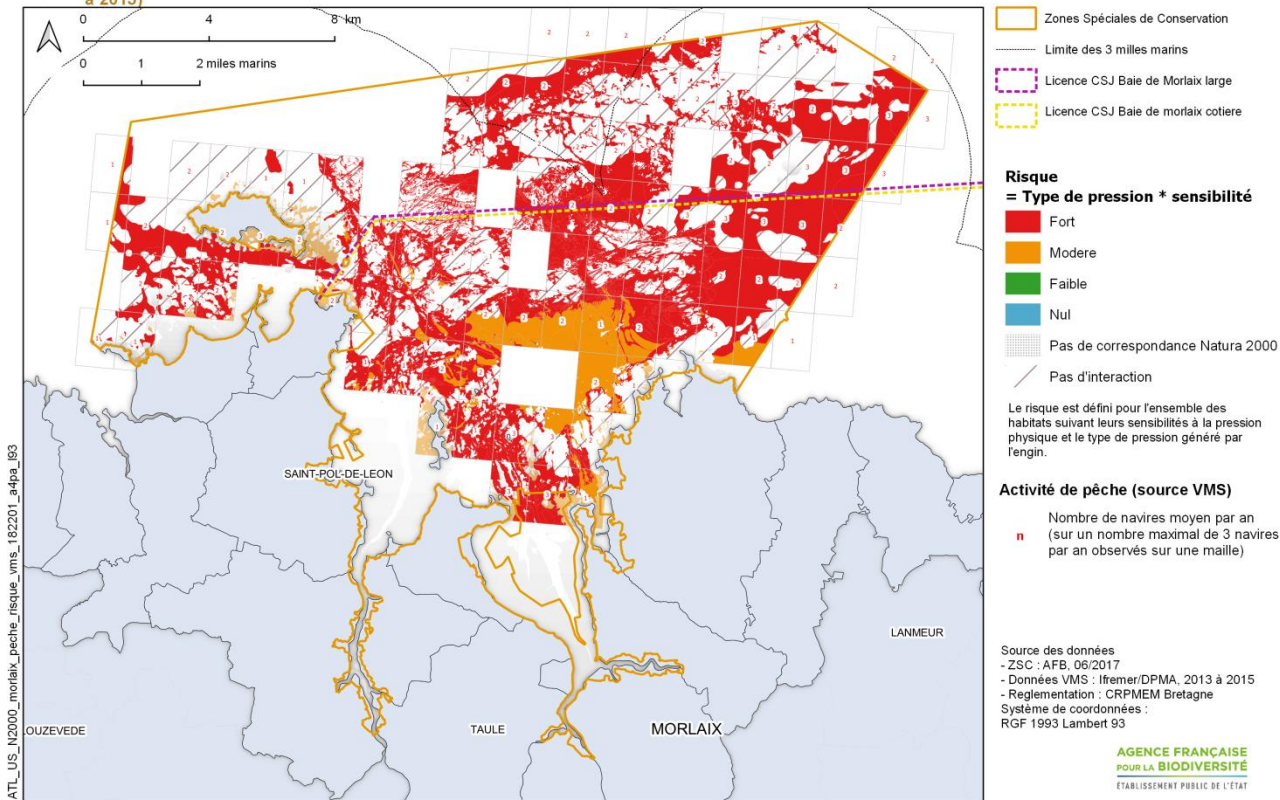 à 2015)
0 4 8 km
0 1 2 miles marins
SAINT-POL-DE-LEON
LANMEUR
OUZEVEDE
TAULE
MORLAIX
ATL_US_N2000_morlaix_peche_risque_vms_182201_a4pa_l93
Zones Spéciales de Conservation
Limite des 3 milles marins
Licence CSJ Baie de Morlaix large
Licence CSJ Baie de morlaix cotiere
Risque
= Type de pression * sensibilité
Fort
Modere
Faible
Nul
Pas de correspondance Natura 2000
Pas d'interaction
Le risque est défini pour l'ensemble des
habitats suivant leurs sensibilités à la pression
physique et le type de pression généré par
l'engin.
Activité de pêche (source VMS)
n
Nombre de navires moyen par an
(sur un nombre maximal de 3 navires
par an observés sur une maille)
Source des données
- ZSC : AFB, 06/2017
- Données VMS : Ifremer/DPMA, 2013 à 2015
- Reglementation : CRPMEM Bretagne
Système de coordonnées :
RGF 1993 Lambert 93
AGENCE FRANÇAISE
POUR LA BIODIVERSITÉ
ÉTABLISSEMENT PUBLIC DE L'ÉTAT